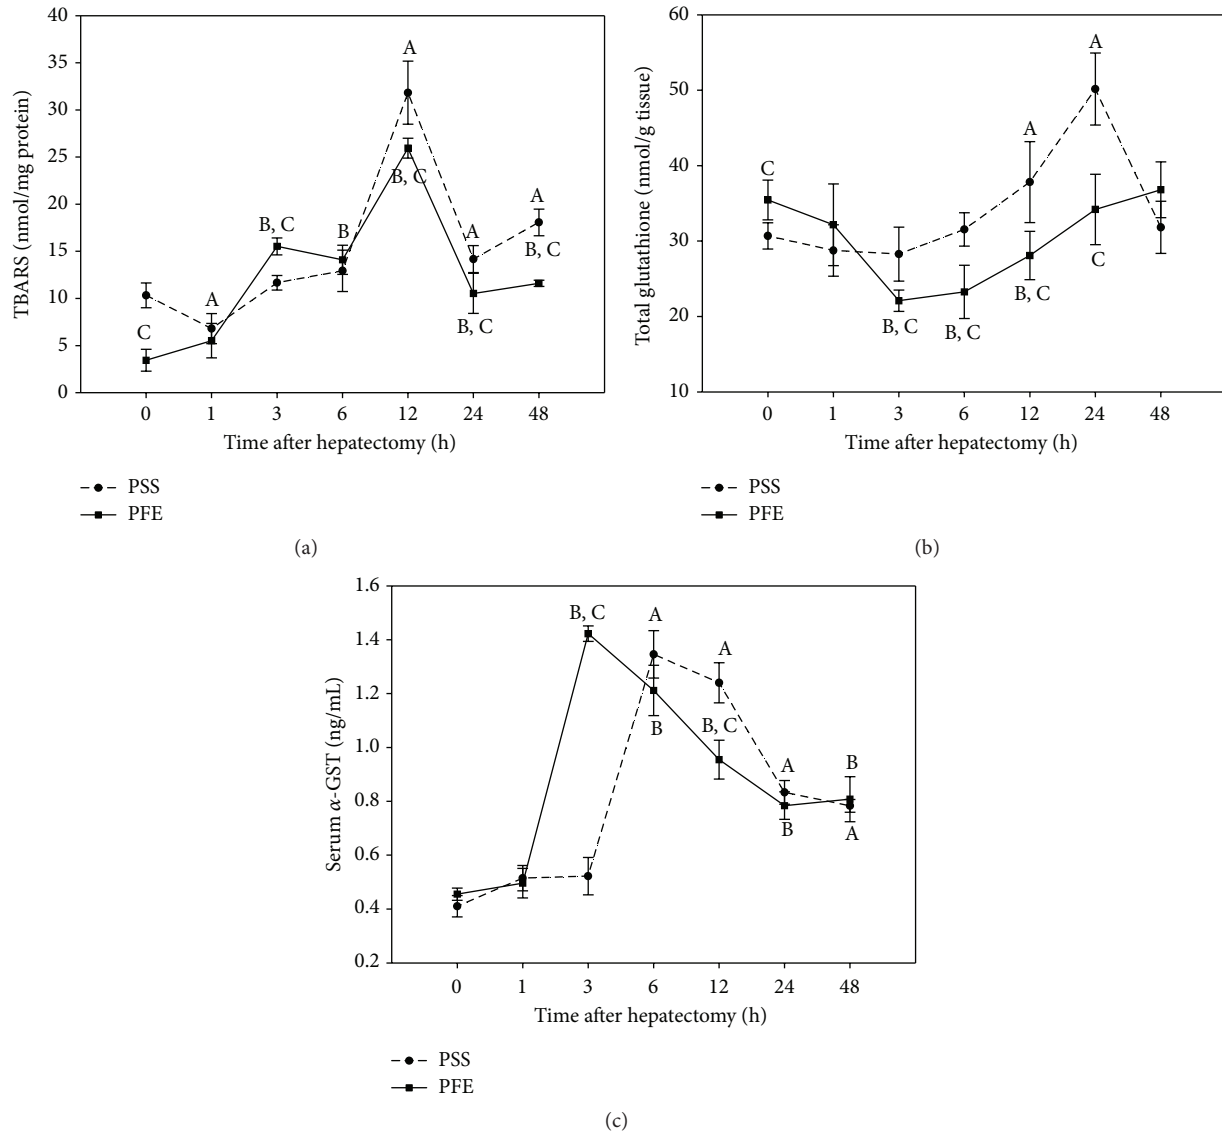 40
35
30
25
20
15
10
5
0
TBARS (nmol/mg protein)
C
A
B, C
B
A
B, C
A
B, C
A
B, C
0 1 3 6 12 24 48
Time after hepatectomy (h)
PSS
PFE
(a)
60
50
40
30
20
10
Total glutathione (nmol/g tissue)
C
B, C
B, C
A
B, C
A
C
0 1 3 6 12 24 48
Time after hepatectomy (h)
PSS
PFE
(b)
1.6
1.4
1.2
1.0
0.8
0.6
0.4
0.2
Serum α-GST (ng/mL)
B, C
A
B
A
B, C
A
B
B
A
0 1 3 6 12 24 48
Time after hepatectomy (h)
PSS
PFE
(c)